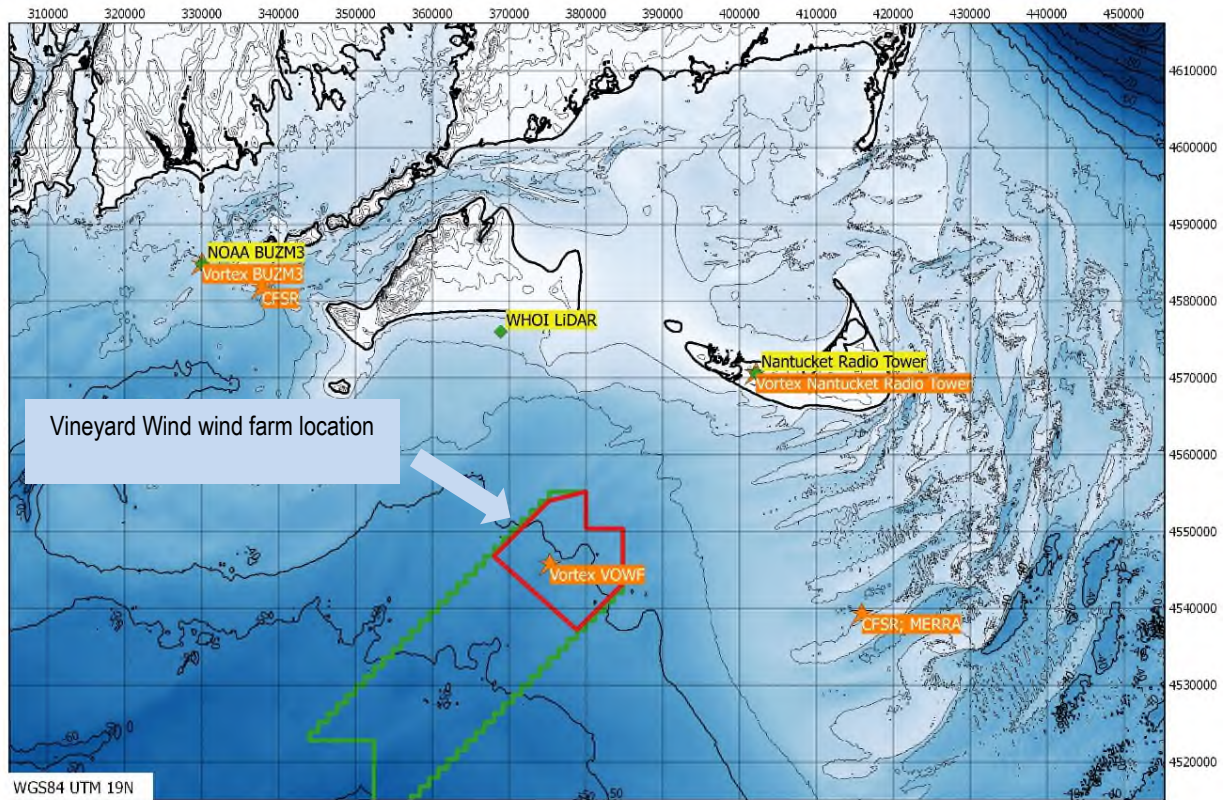 310000 320000 330000 340000 350000 360000 370000 380000 390000 400000 410000 420000 430000 440000 450000
4610000
4600000
4590000
NOAA BUZM3
Vortex BUZM3
4580000
CFSR
WHOI LiDAR
Nantucket Radio Tower
4570000
Vortex Nantucket Radio Tower
Vineyard Wind wind farm location
4560000
4550000
Vortex VOWF
4540000
CFSR; MERRA
4530000
4520000
WGS84 UTM 19N
50